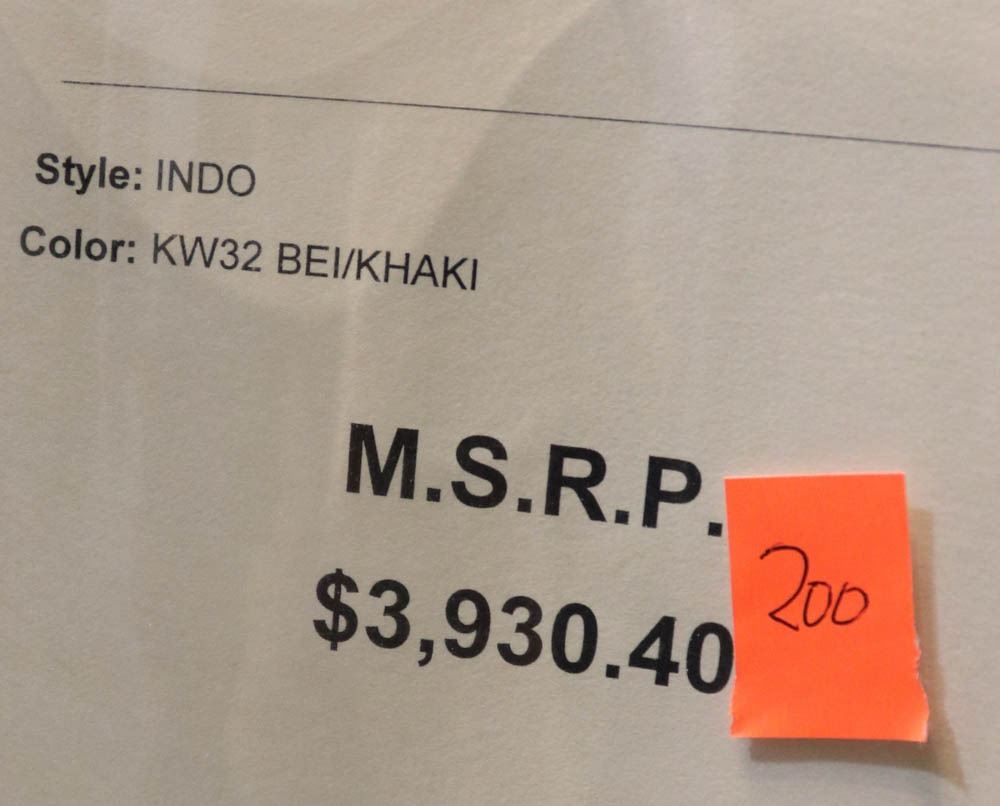 Style: INDO
Color: KW32 BEI/KHAKI
M.S.R.P.
$3,930.40
200